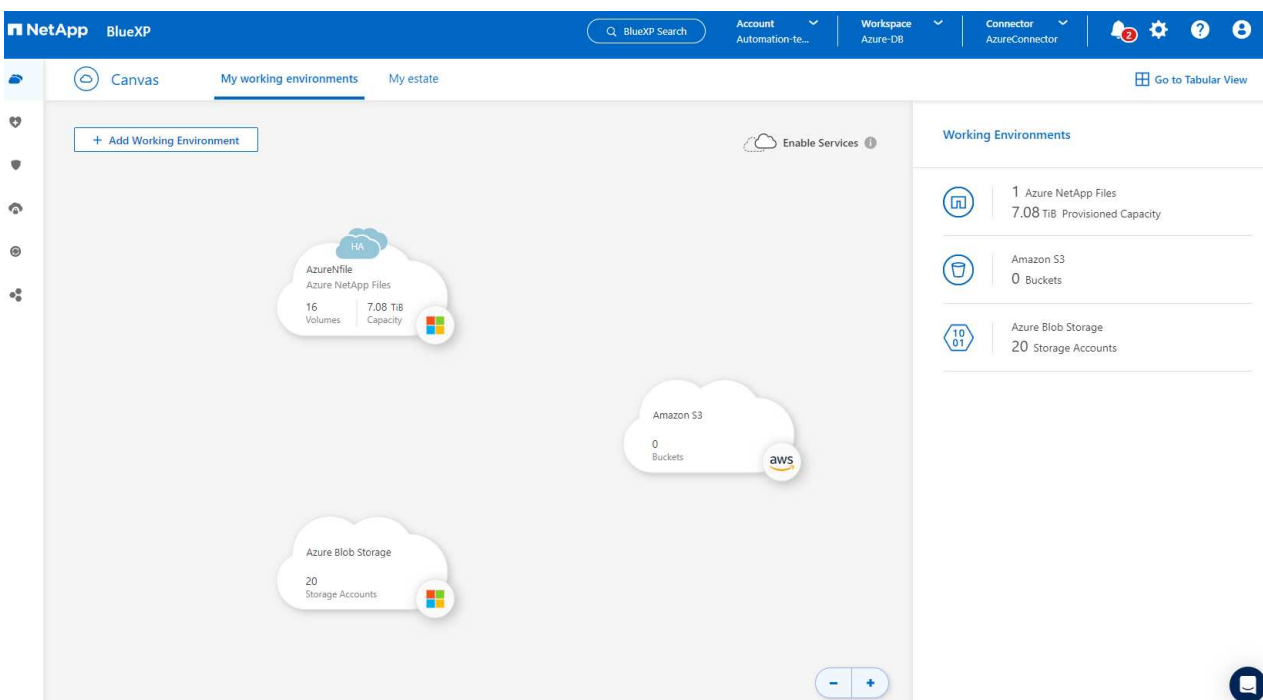 NetApp BlueXP
BlueXP Search
Account
Automation-te...
Workspace
Azure-DB
Connector
AzureConnector
2
Canvas
My working environments
My estate
Go to Tabular View
+ Add Working Environment
Enable Services
Working Environments
HA
AzureNfile
Azure NetApp Files
16
Volumes
7.08 TiB
Capacity
Amazon S3
0
Buckets
aws
Azure Blob Storage
20
Storage Accounts
1 Azure NetApp Files
7.08 TiB Provisioned Capacity
Amazon S3
0 Buckets
10
01
Azure Blob Storage
20 Storage Accounts
- +